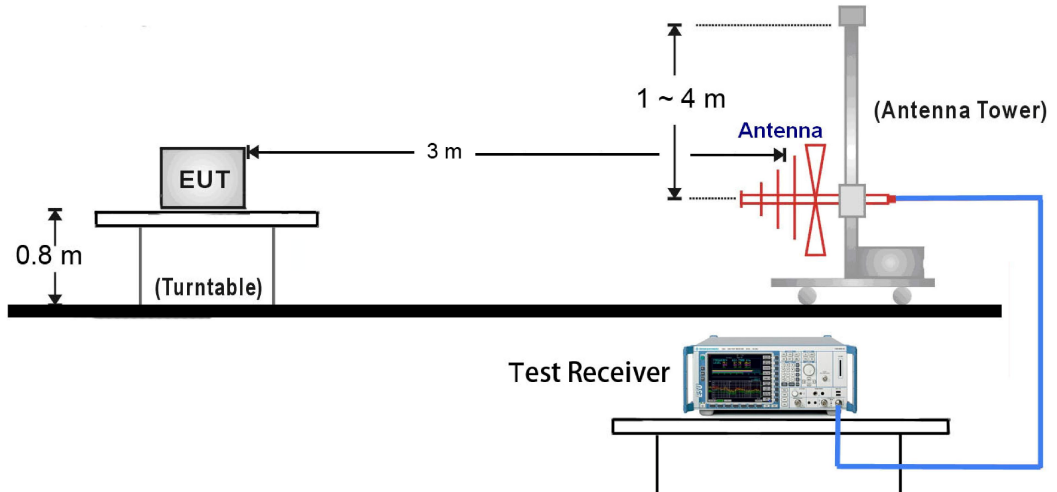 1 ~ 4 m
(Antenna Tower)
Antenna
3 m
EUT
0.8 m
(Turntable)
Test Receiver